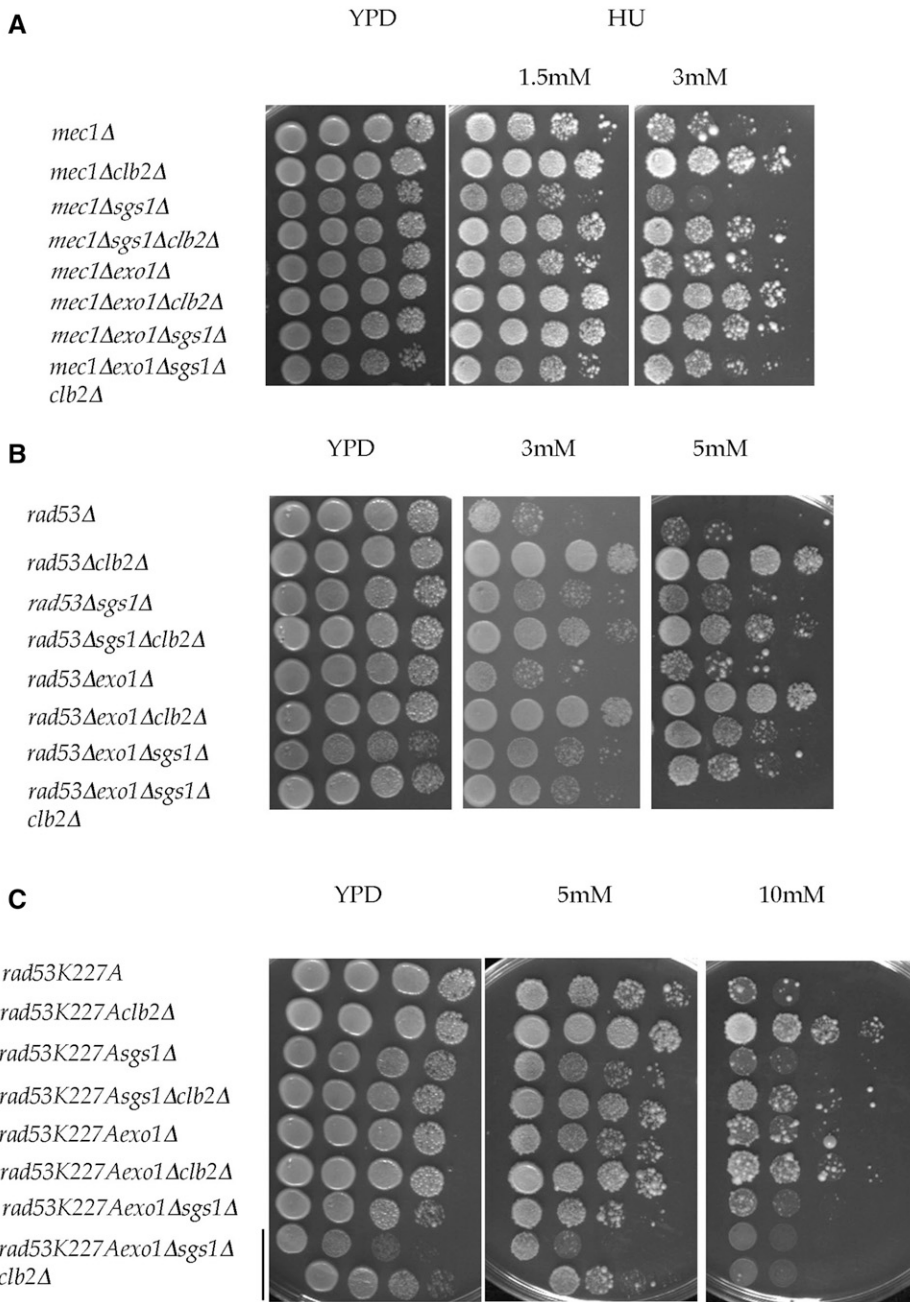 A
YPD HU
1.5mM 3mM
mec1Δ
mec1Δclb2Δ
mec1Δsgs1Δ
mec1Δsgs1Δclb2Δ
mec1Δexo1Δ
mec1Δexo1Δclb2Δ
mec1Δexo1Δsgs1Δ
mec1Δexo1Δsgs1Δ
clb2Δ
B
YPD 3mM 5mM
rad53Δ
rad53Δclb2Δ
rad53Δsgs1Δ
rad53Δsgs1Δclb2Δ
rad53Δexo1Δ
rad53Δexo1Δclb2Δ
rad53Δexo1Δsgs1Δ
rad53Δexo1Δsgs1Δ
clb2Δ
C
YPD 5mM 10mM
rad53K227A
rad53K227Aclb2Δ
rad53K227Asgs1Δ
rad53K227Asgs1Δclb2Δ
rad53K227Aexo1Δ
rad53K227Aexo1Δclb2Δ
rad53K227Aexo1Δsgs1Δ
rad53K227Aexo1Δsgs1Δ
clb2Δ